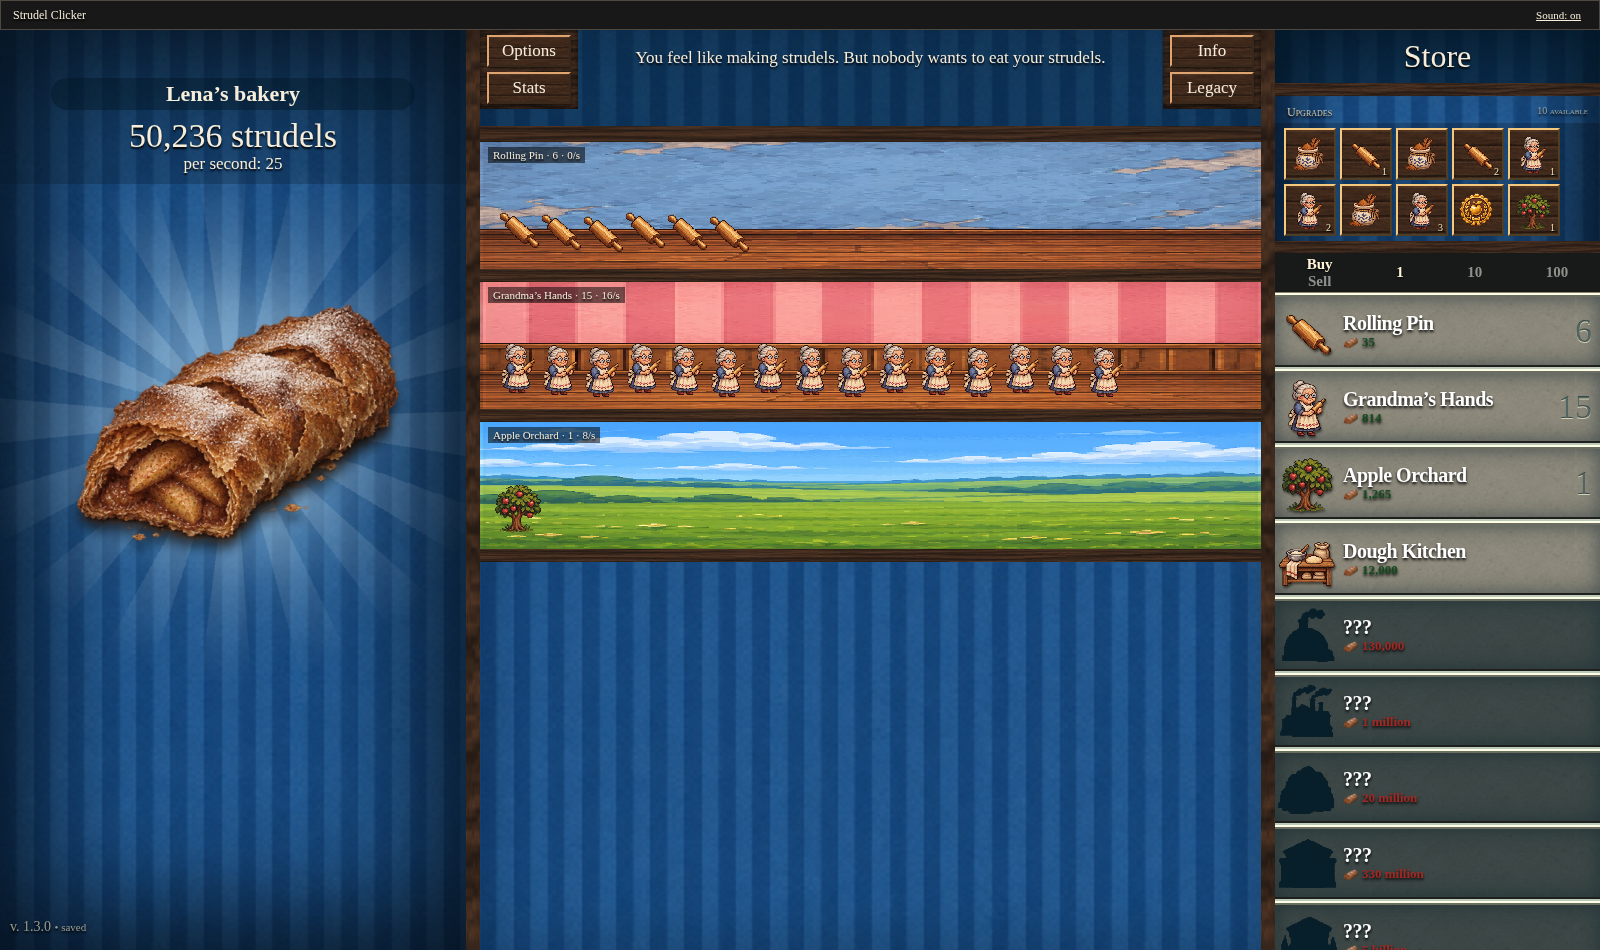 Strudel Clicker
Sound: on
Lena’s bakery
50,236 strudels
per second: 25
v. 1.3.0 • saved
Options
Stats
You feel like making strudels. But nobody wants to eat your strudels.
Info
Legacy
Rolling Pin · 6 · 0/s
Grandma’s Hands · 15 · 16/s
Apple Orchard · 1 · 8/s
Store
Upgrades
10 available
1
2
1
2
3
1
Buy
Sell
1
10
100
Rolling Pin
35
6
Grandma’s Hands
814
15
Apple Orchard
1,265
1
Dough Kitchen
12,000
???
130,000
???
1 million
???
20 million
???
330 million
???